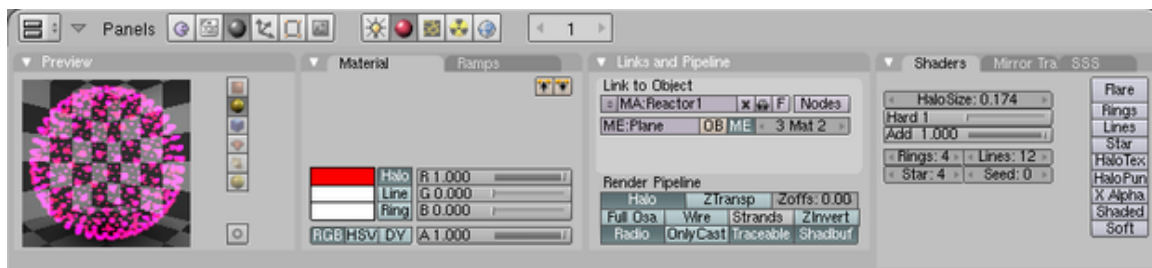 Panels 1
Preview
Material Ramps
Halo R 1.000
Line G 0.000
Ring B 0.000
RGB HSV DY A 1.000
Links and Pipeline
Link to Object
MA:Reactor1 F Nodes
ME:Plane OB ME 3 Mat 2
Render Pipeline
Halo ZTransp Zoffs: 0.00
Full Osa Wire Strands ZInvert
Radio OnlyCast Traceable Shadbuf
Shaders Mirror Tra SSS
HaloSize: 0.174
Hard 1
Add 1.000
Rings: 4 Lines: 12
Star: 4 Seed: 0
Flare
Rings
Lines
Star
HaloTex
HaloPun
X Alpha
Shaded
Soft